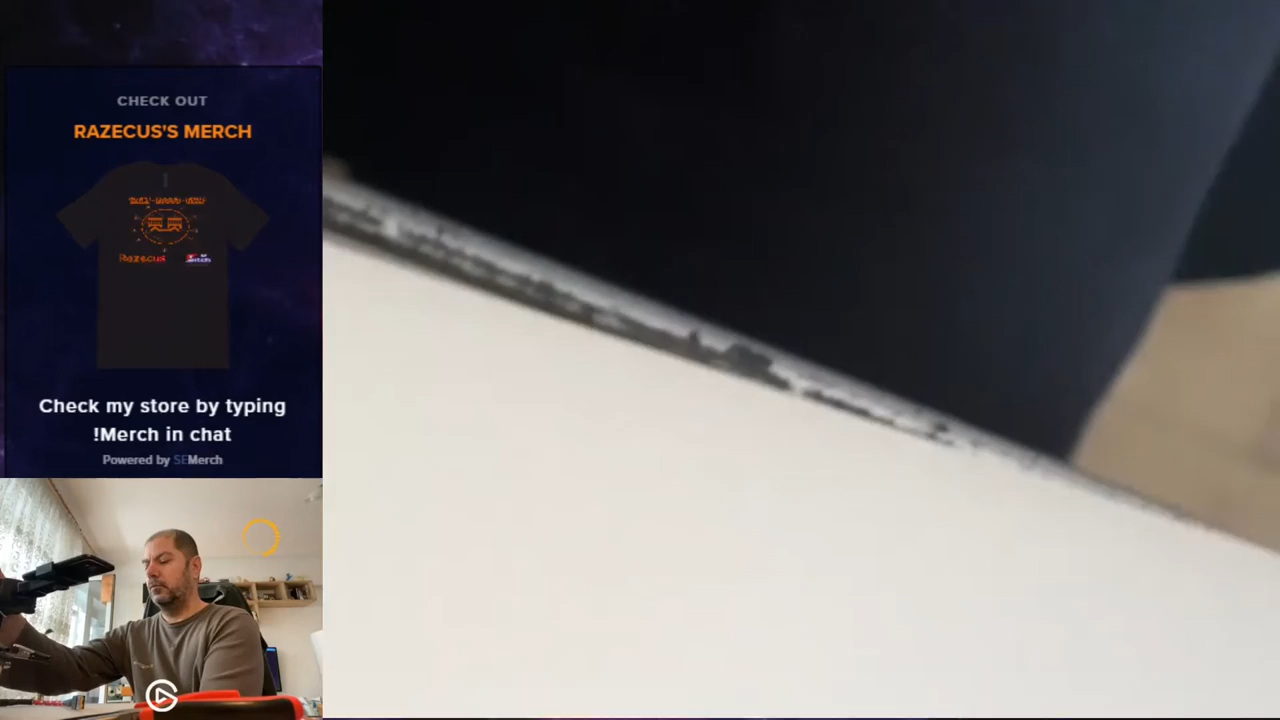 CHECK OUT
RAZECUS'S MERCH
Razecus
Check my store by typing
!Merch in chat
Powered by SEMerch